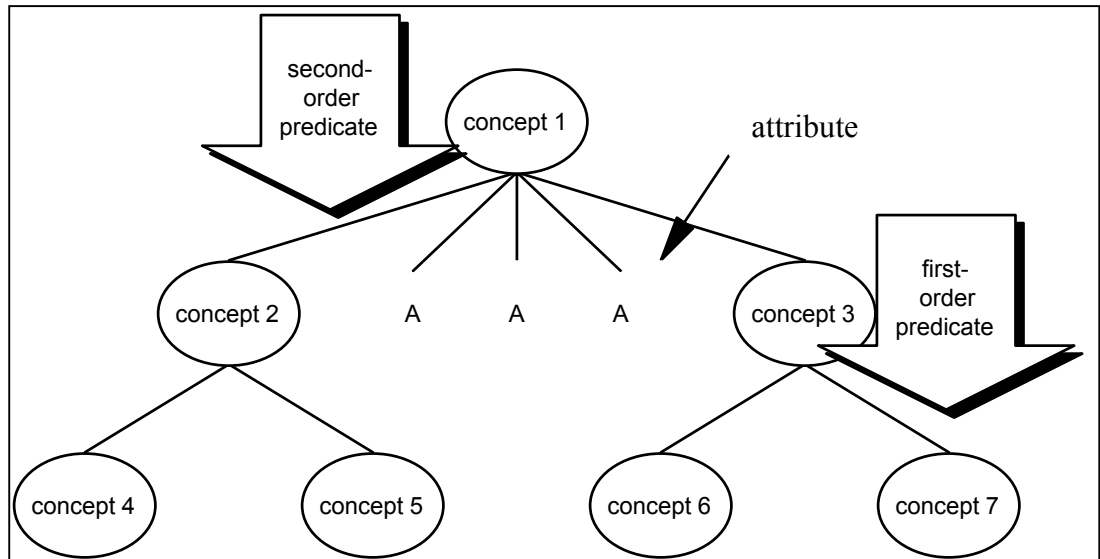 second-
order
predicate
concept 1
attribute
concept 2
A
A
A
concept 3
first-
order
predicate
concept 4
concept 5
concept 6
concept 7